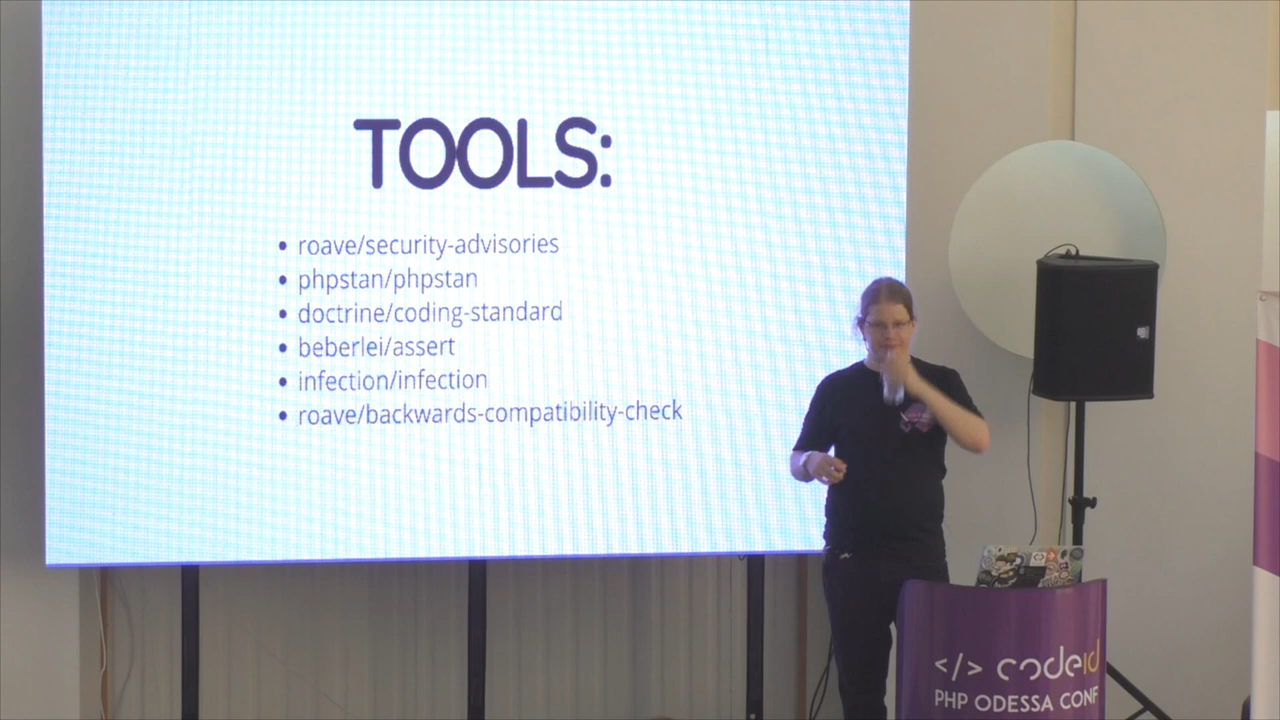 TOOLS:
• roave/security-advisories
• phpstan/phpstan
• doctrine/coding-standard
• beberlei/assert
• infection/infection
• roave/backwards-compatibility-check
</> codeid
PHP ODESSA CONF